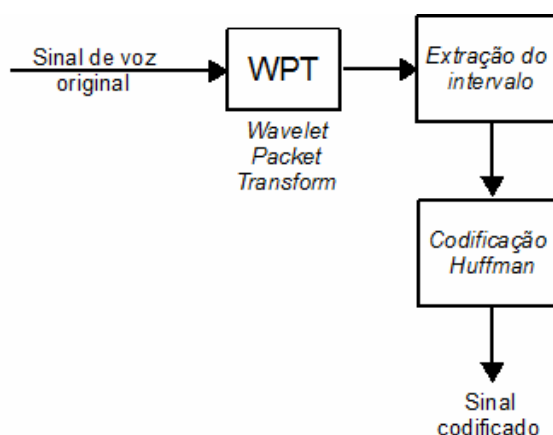 Sinal de voz
original
WPT
Wavelet
Packet
Transform
Extração do
intervalo
Codificação
Huffman
Sinal
codificado